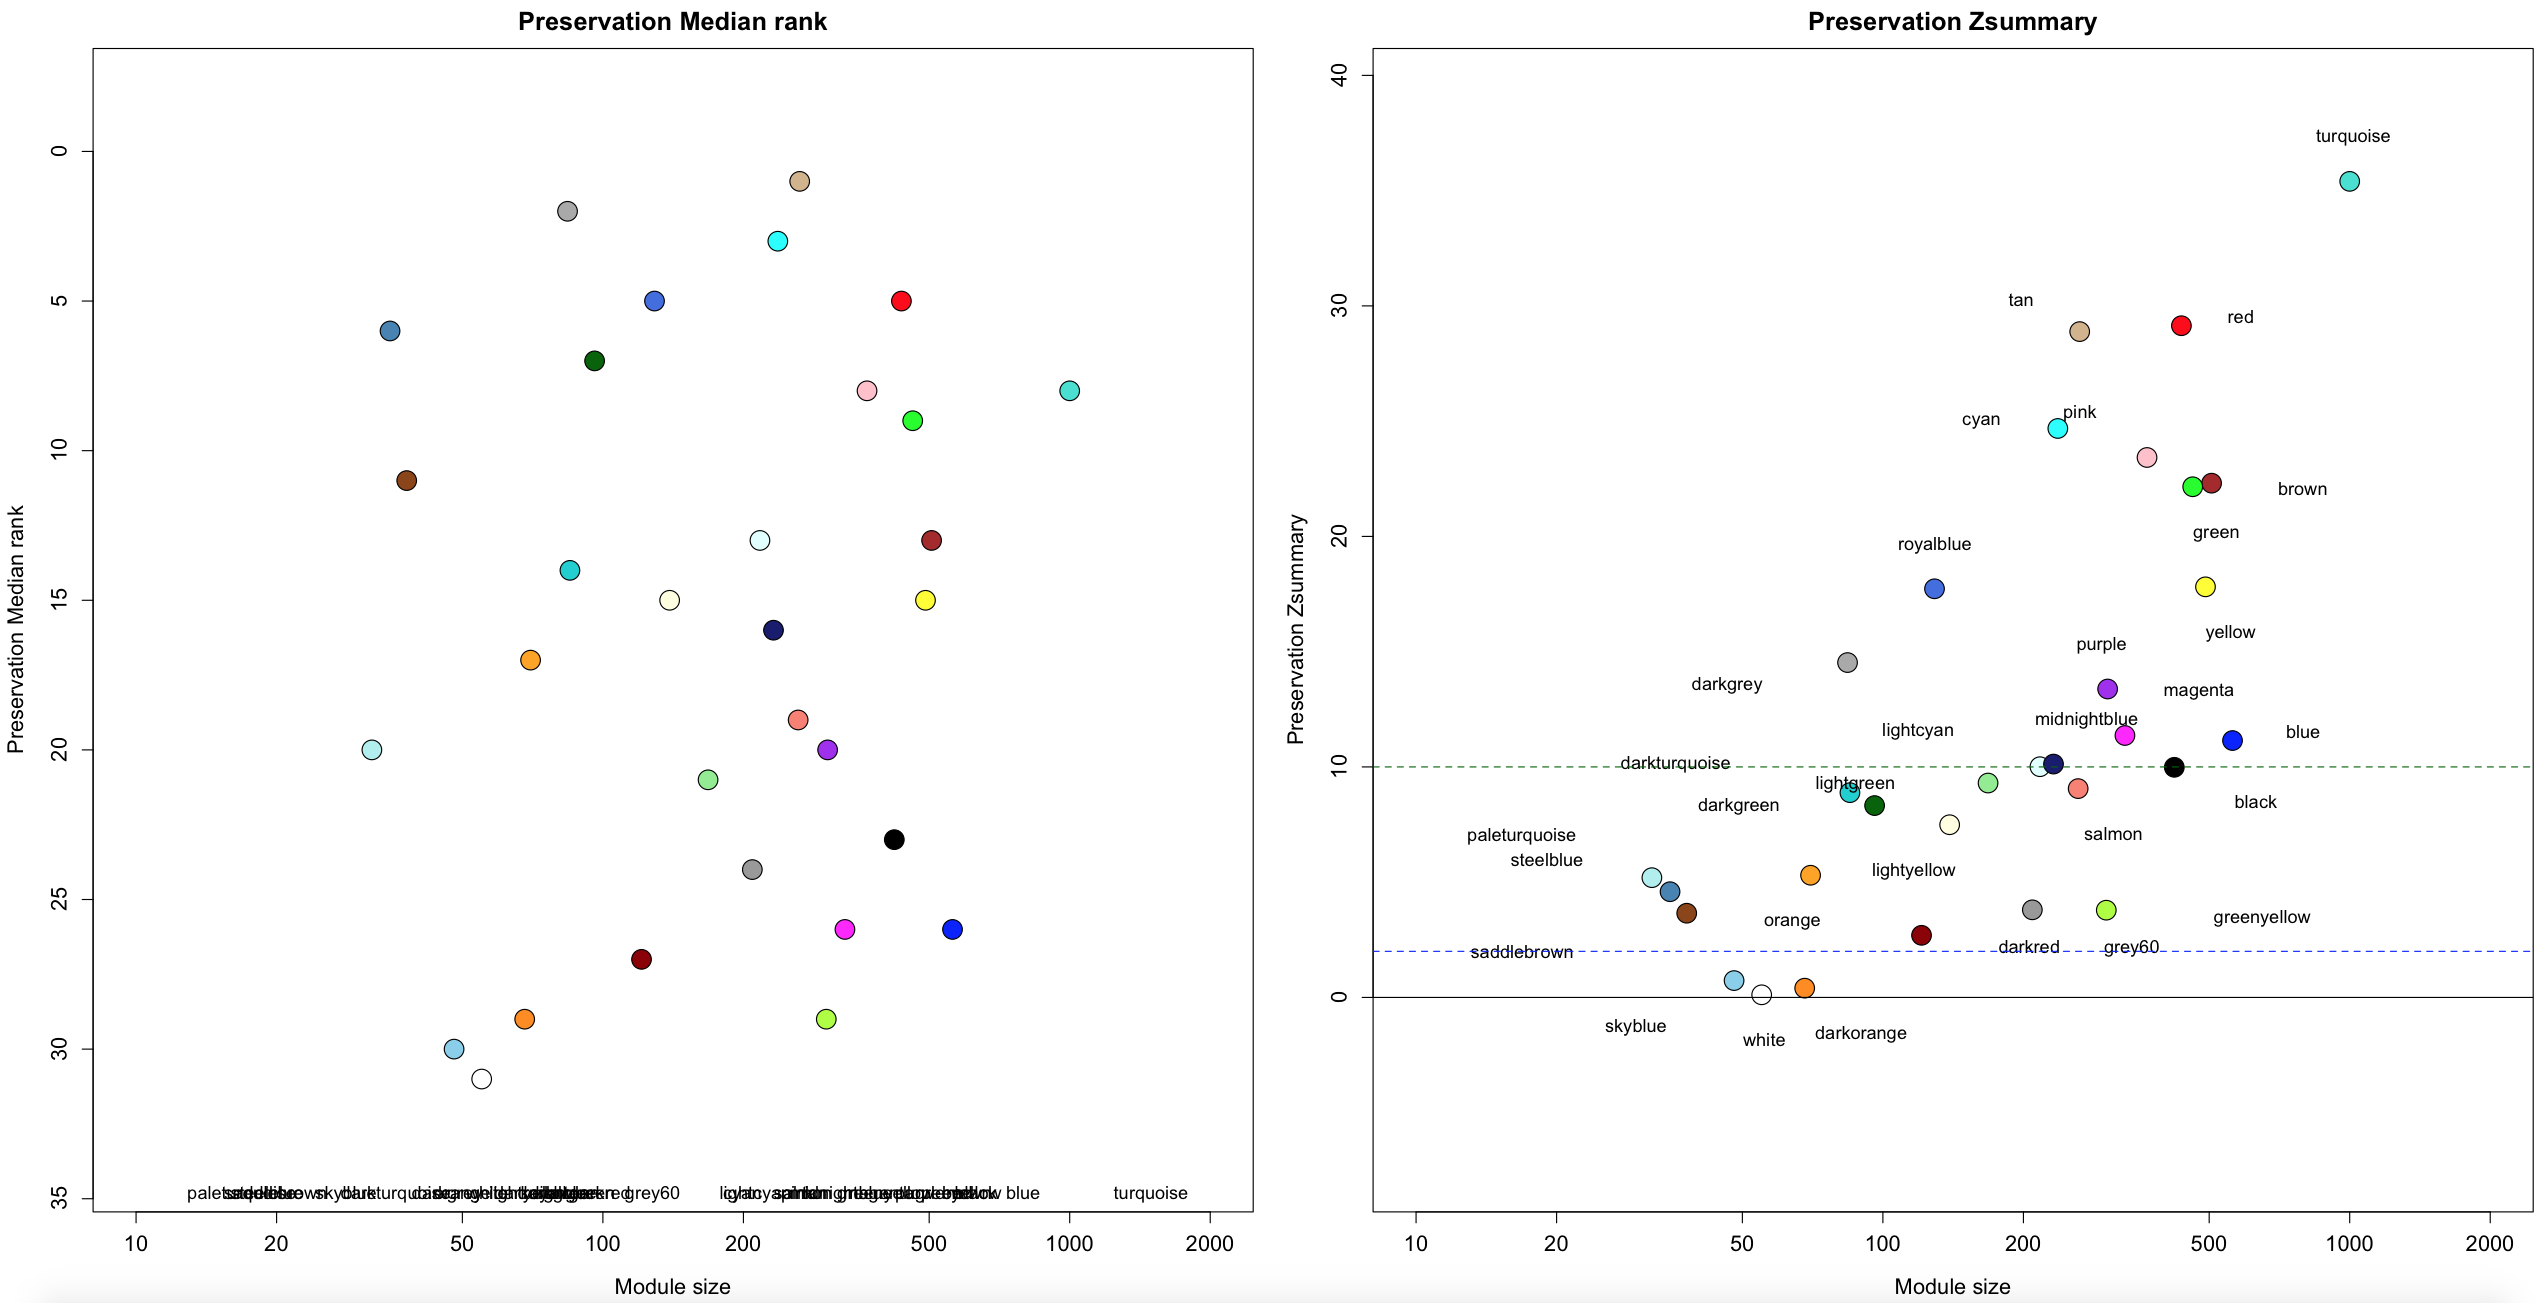 Preservation Median rank
Preservation Median rank
0
5
10
15
20
25
30
35
grey60
blue
turquoise
10
20
50
100
200
500
1000
2000
Module size
Preservation Zsummary
Preservation Zsummary
40
30
20
10
0
turquoise
tan
red
pink
cyan
brown
green
royalblue
yellow
purple
darkgrey
magenta
midnightblue
lightcyan
blue
darkturquoise
lightgreen
darkgreen
black
paleturquoise
salmon
steelblue
lightyellow
orange
greenyellow
saddlebrown
darkred
grey60
skyblue
white
darkorange
10
20
50
100
200
500
1000
2000
Module size